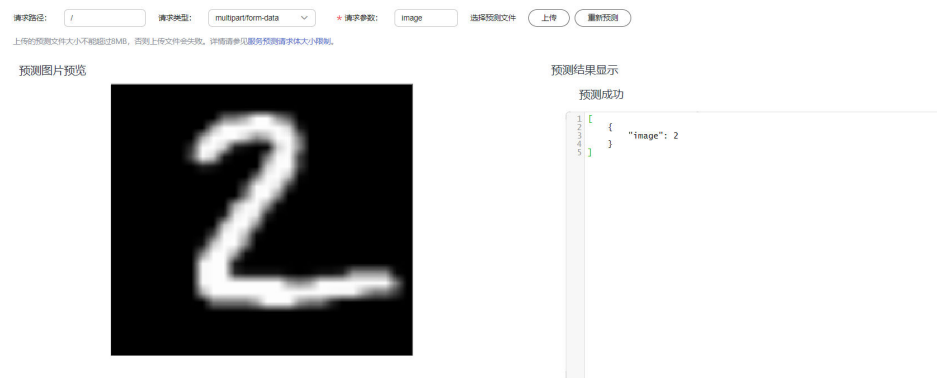 请求路径: / 请求类型: multipart/form-data * 请求参数: image 选择预测文件 上传 重新预测
上传的预测文件大小不能超过8MB，否则上传文件会失败。详情请参见服务预测请求体大小限制。
预测图片预览
2
预测结果显示
预测成功
1 [
2 {
3 "image": 2
4 }
5 ]